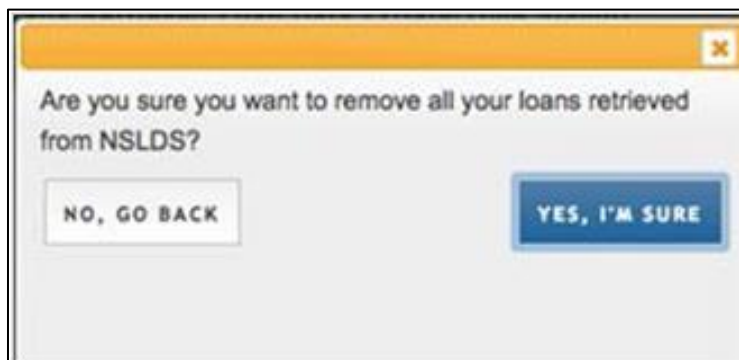 Are you sure you want to remove all your loans retrieved
from NSLDS?
NO, GO BACK
YES, I'M SURE